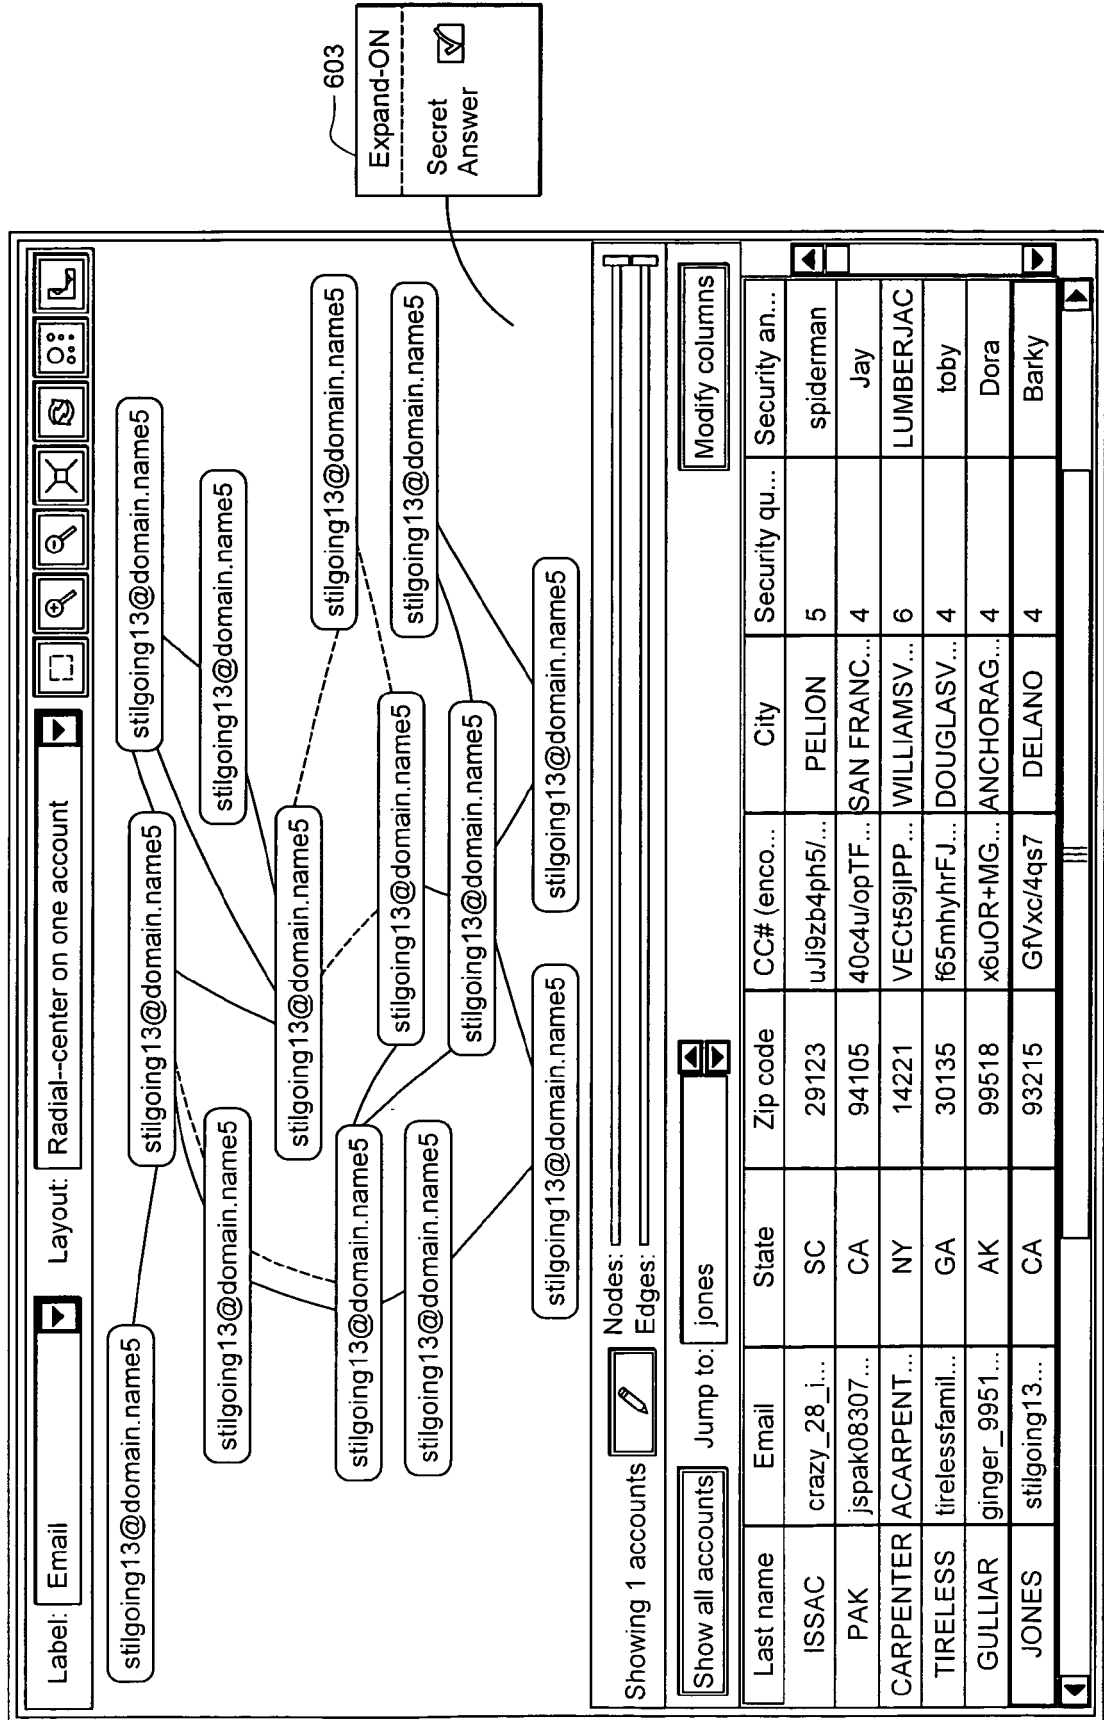 603
Expand-ON
Secret
Answer
Label: Email Layout: Radial--center on one account
stilgoing13@domain.name5
stilgoing13@domain.name5
stilgoing13@domain.name5
stilgoing13@domain.name5
stilgoing13@domain.name5
stilgoing13@domain.name5
stilgoing13@domain.name5
stilgoing13@domain.name5
stilgoing13@domain.name5
stilgoing13@domain.name5
stilgoing13@domain.name5
stilgoing13@domain.name5
stilgoing13@domain.name5
stilgoing13@domain.name5
Showing 1 accounts Nodes:
Edges:
Show all accounts Jump to: jones Modify columns
Last name Email State Zip code CC# (enco... City Security qu... Security an...
ISSAC crazy_28_i... SC 29123 uJi9zb4ph5/... PELION 5 spiderman
PAK jspak08307... CA 94105 40c4u/opTF... SAN FRANC... 4 Jay
CARPENTER ACARPENT... NY 14221 VECt59jlPP... WILLIAMSV... 6 LUMBERJAC
TIRELESS tirelessfamil... GA 30135 f65mhyhrFJ... DOUGLASV... 4 toby
GULLIAR ginger_9951... AK 99518 x6uOR+MG... ANCHORAG... 4 Dora
JONES stilgoing13... CA 93215 GfVxc/4qs7 DELANO 4 Barky